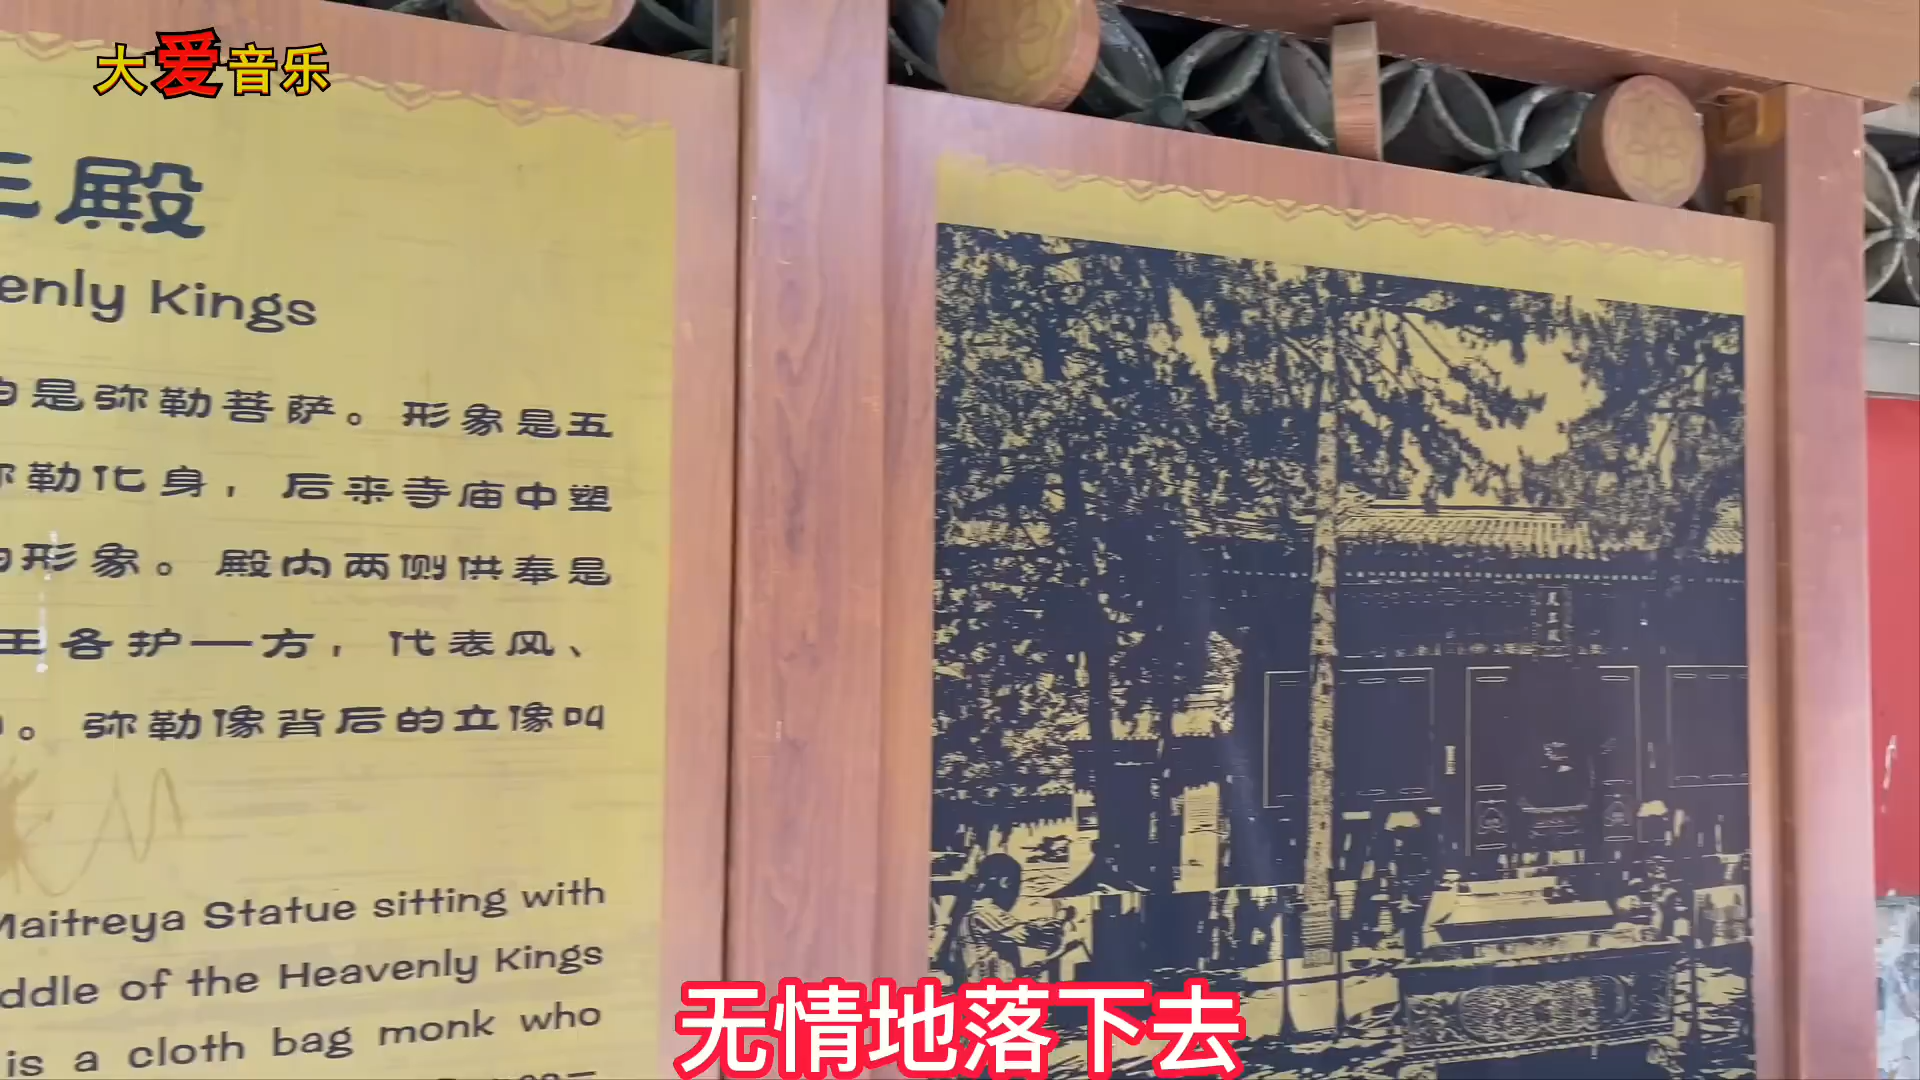 大爱音乐
王殿
enly Kings
的是弥勒菩萨。形象是五
弥勒化身，后来寺庙中塑
的形象。殿内两侧供奉是
王各护一方，代表风、
。弥勒像背后的立像叫
Maitreya Statue sitting with
ddle of the Heavenly Kings
is a cloth bag monk who
天王殿
无情地落下去